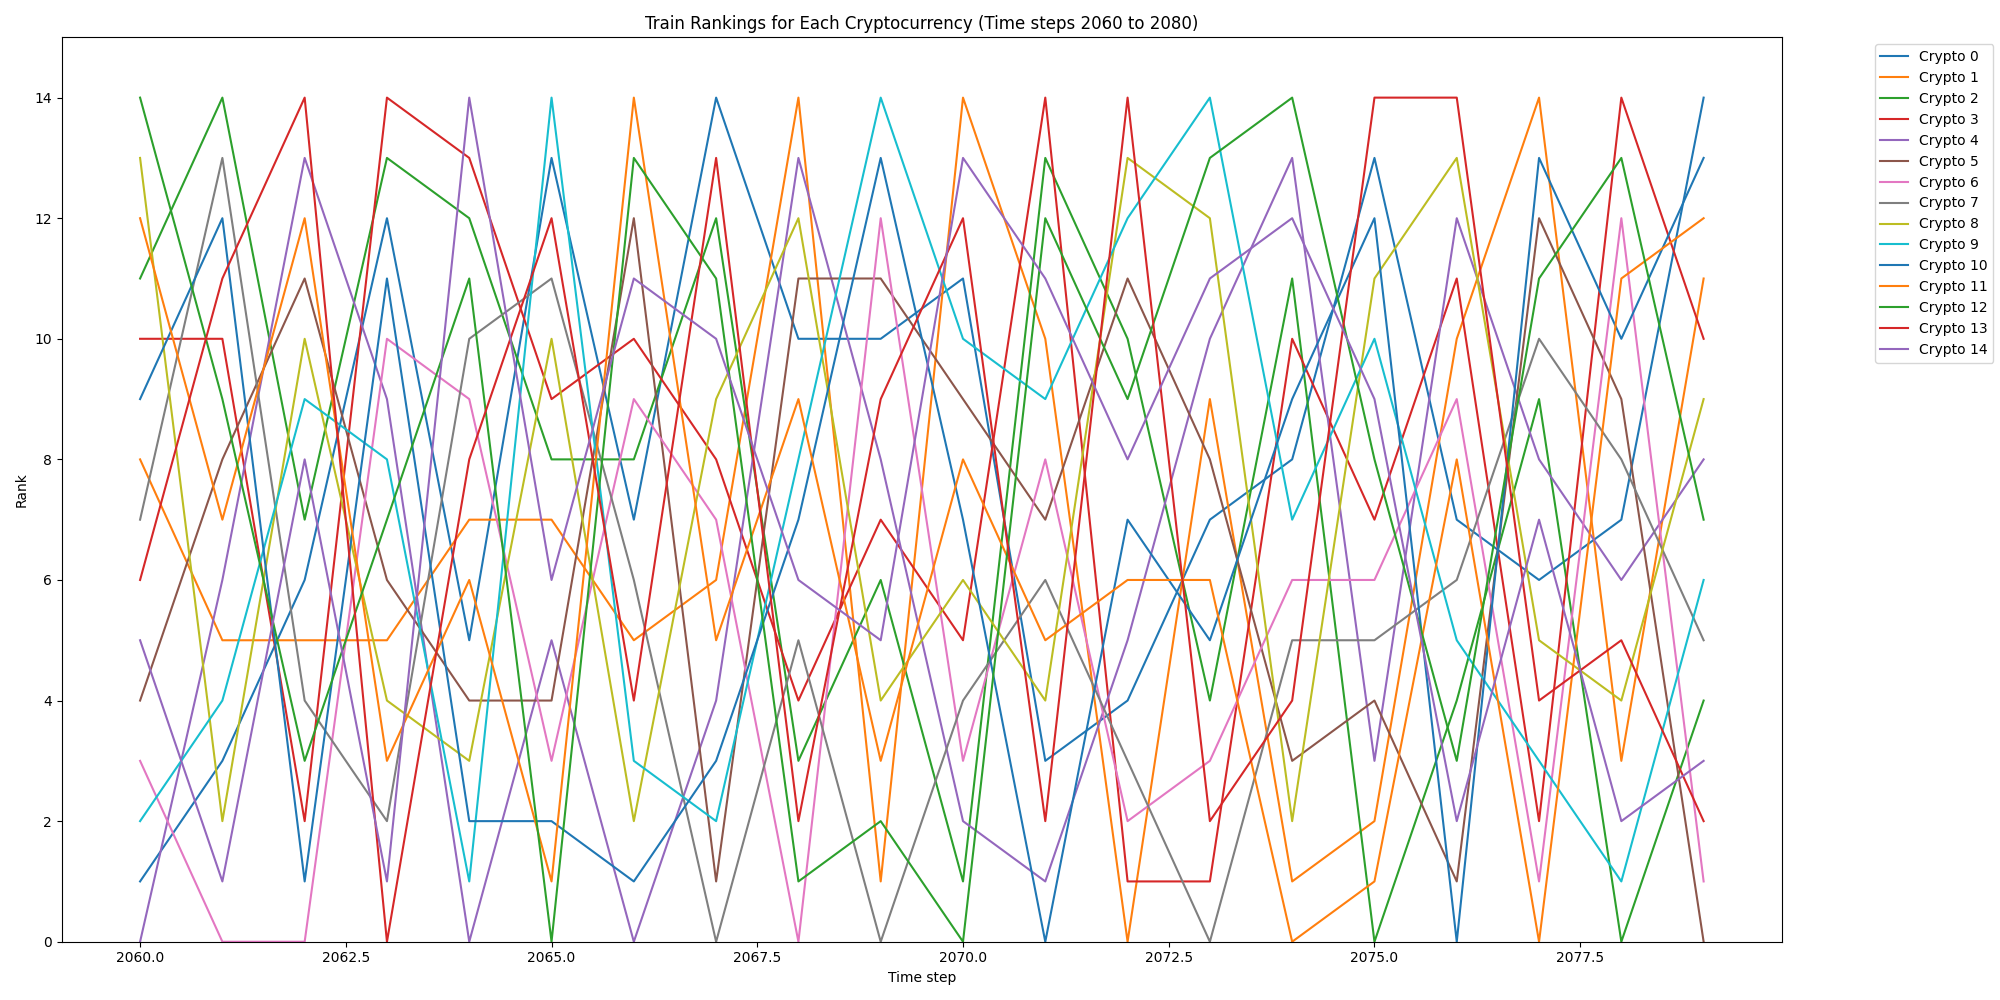 Train Rankings for Each Cryptocurrency (Time steps 2060 to 2080)
Rank
14
12
10
8
6
4
2
0
2060.0 2062.5 2065.0 2067.5 2070.0 2072.5 2075.0 2077.5
Time step
Crypto 0
Crypto 1
Crypto 2
Crypto 3
Crypto 4
Crypto 5
Crypto 6
Crypto 7
Crypto 8
Crypto 9
Crypto 10
Crypto 11
Crypto 12
Crypto 13
Crypto 14